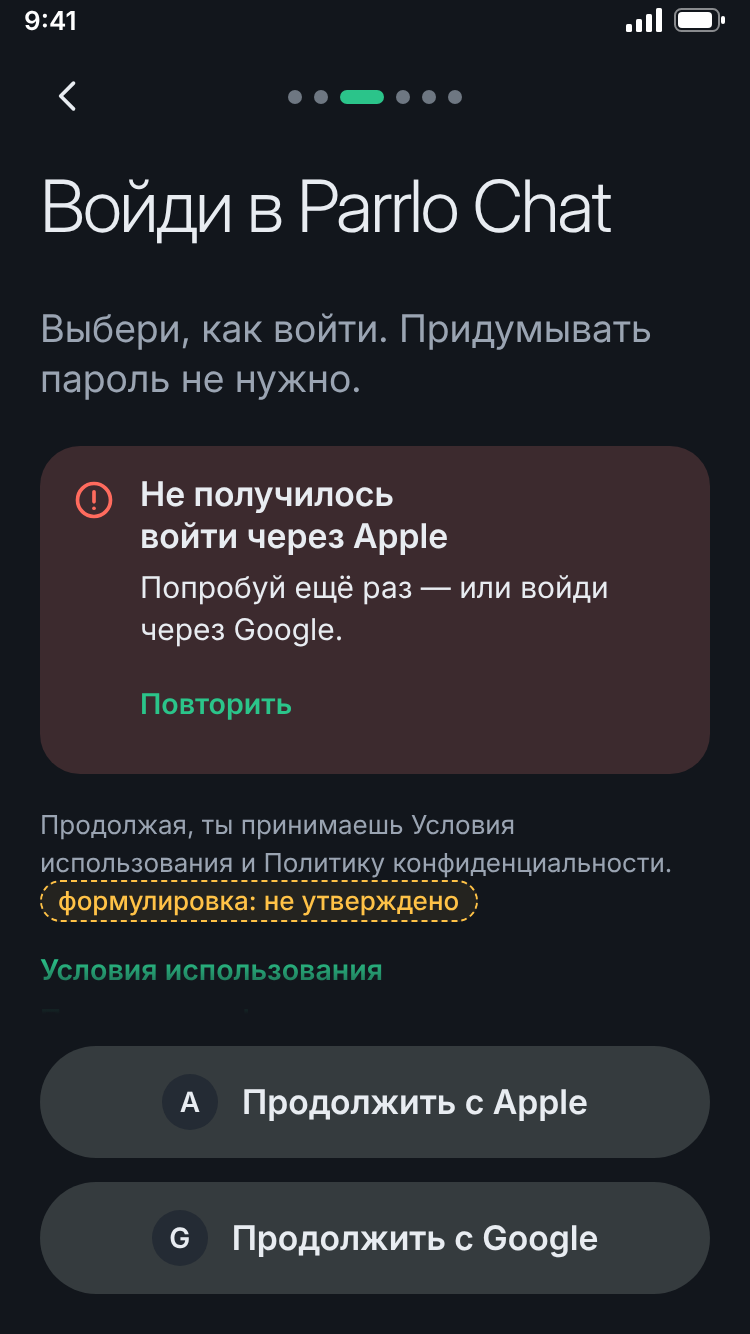 9:41
Войди в Parrlo Chat
Выбери, как войти. Придумывать
пароль не нужно.
Не получилось
войти через Apple
Попробуй ещё раз — или войди
через Google.
Повторить
Продолжая, ты принимаешь Условия
использования и Политику конфиденциальности.
формулировка: не утверждено
Условия использования
A Продолжить с Apple
G Продолжить с Google